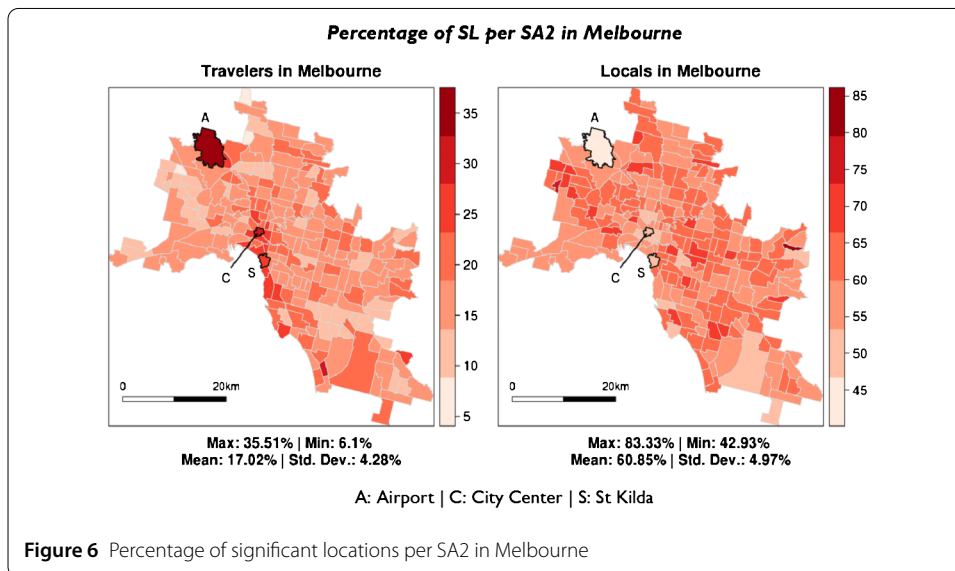 Percentage of SL per SA2 in Melbourne
Travelers in Melbourne
A
C
S
0
20km
35
30
25
20
15
10
5
Max: 35.51% | Min: 6.1%
Mean: 17.02% | Std. Dev.: 4.28%
Locals in Melbourne
A
C
S
0
20km
85
80
75
70
65
60
55
50
45
Max: 83.33% | Min: 42.93%
Mean: 60.85% | Std. Dev.: 4.97%
A: Airport | C: City Center | S: St Kilda
Figure 6 Percentage of significant locations per SA2 in Melbourne